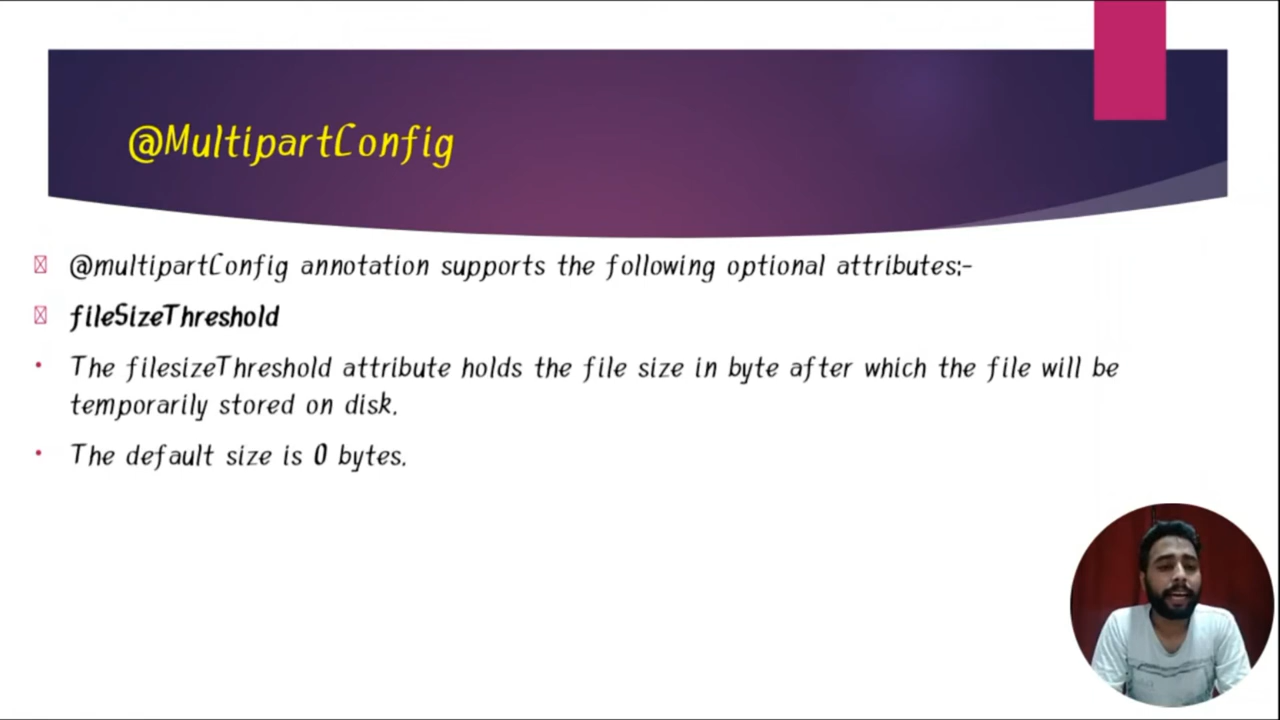 @MultipartConfig
@multipartConfig annotation supports the following optional attributes:-
fileSizeThreshold
• The filesizeThreshold attribute holds the file size in byte after which the file will be
temporarily stored on disk.
• The default size is 0 bytes.